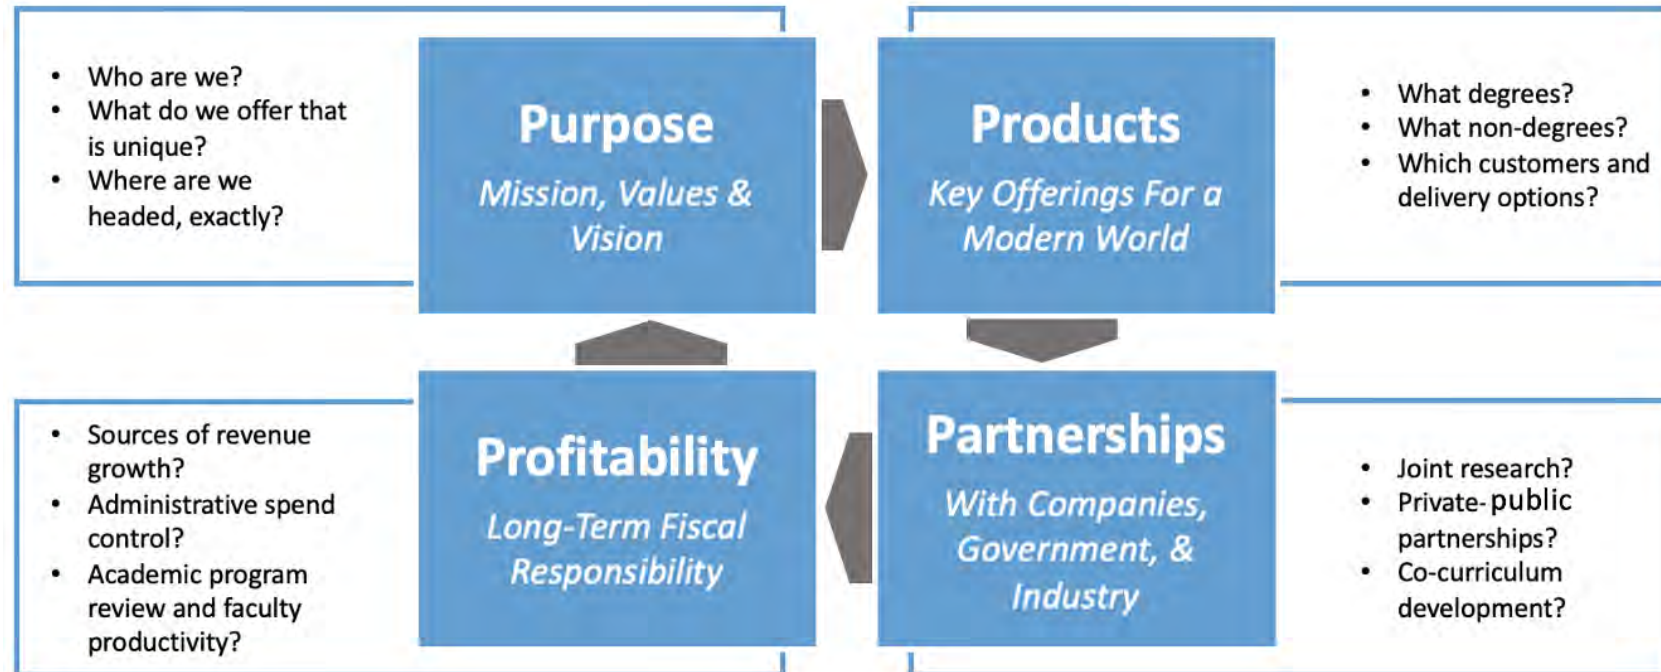 • Who are we?
• What do we offer that
is unique?
• Where are we
headed, exactly?
Purpose
Mission, Values &
Vision
Products
Key Offerings For a
Modern World
• What degrees?
• What non-degrees?
• Which customers and
delivery options?
• Sources of revenue
growth?
• Administrative spend
control?
• Academic program
review and faculty
productivity?
Profitability
Long-Term Fiscal
Responsibility
Partnerships
With Companies,
Government, &
Industry
• Joint research?
• Private-public
partnerships?
• Co-curriculum
development?